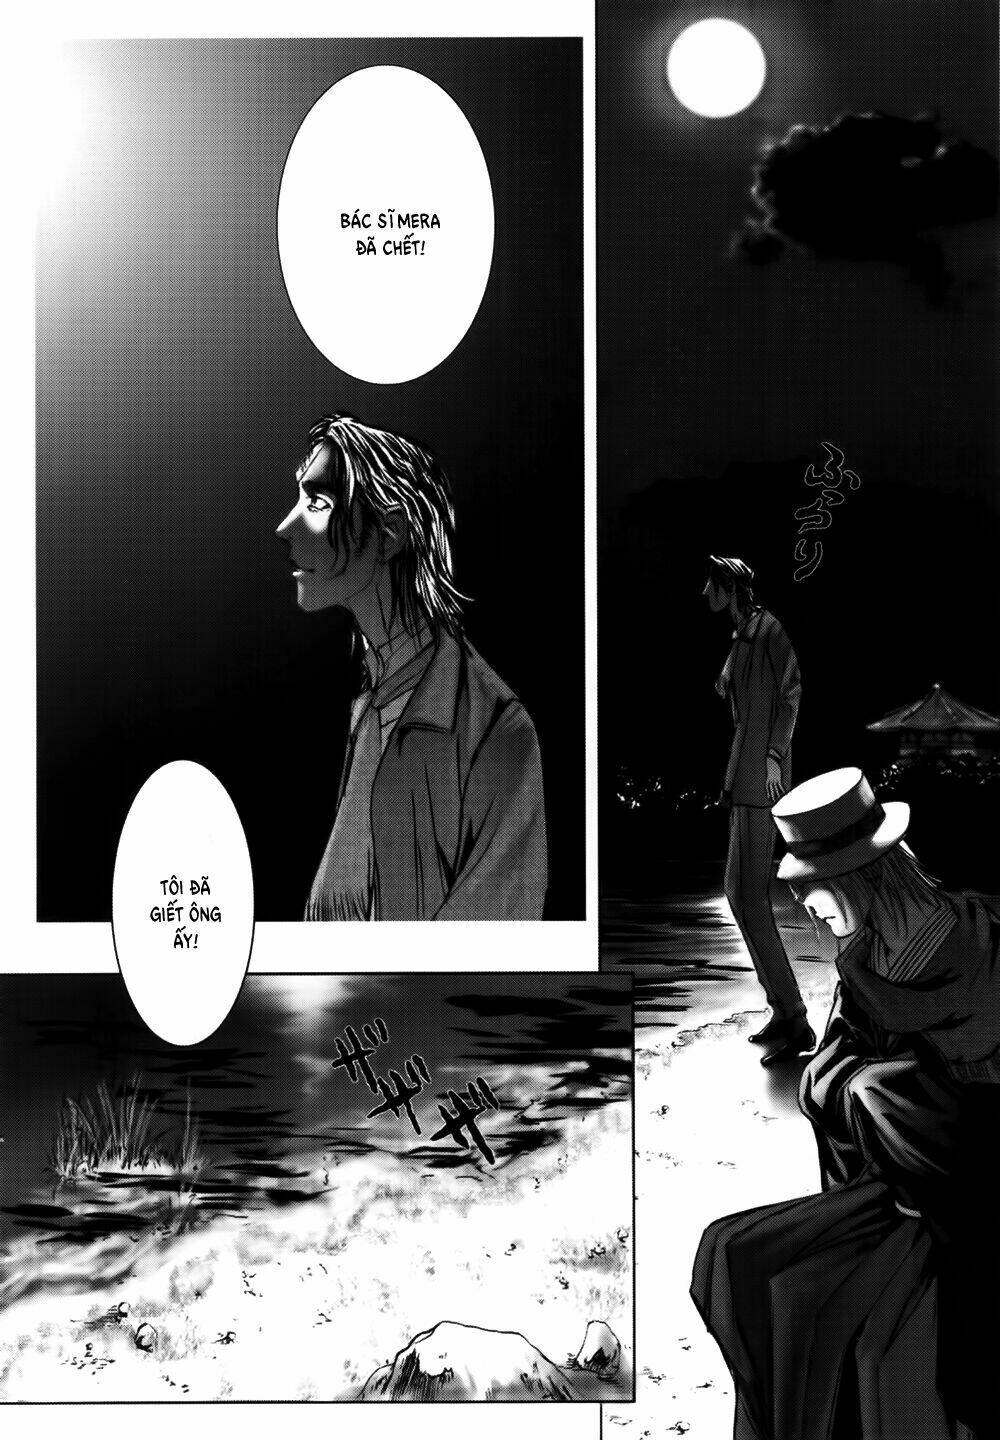 ふらり
BÁC SĨ MERA
ĐÃ CHẾT!
TÔI ĐÃ
GIẾT ÔNG
ẤY!
ザザザ